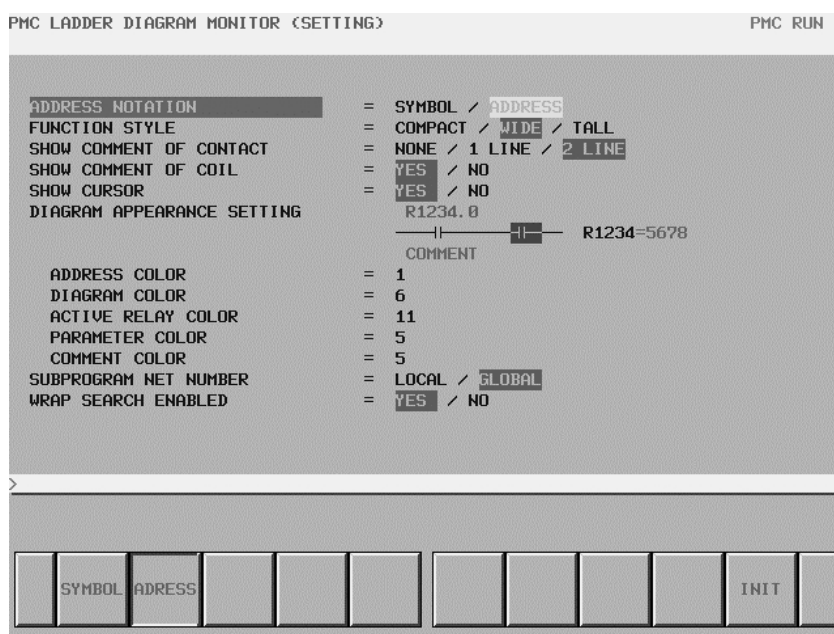 PMC LADDER DIAGRAM MONITOR (SETTING) PMC RUN
ADDRESS NOTATION = SYMBOL / ADDRESS
FUNCTION STYLE = COMPACT / WIDE / TALL
SHOW COMMENT OF CONTACT = NONE / 1 LINE / 2 LINE
SHOW COMMENT OF COIL = YES / NO
SHOW CURSOR = YES / NO
DIAGRAM APPEARANCE SETTING R1234.0
R1234=5678
COMMENT
ADDRESS COLOR = 1
DIAGRAM COLOR = 6
ACTIVE RELAY COLOR = 11
PARAMETER COLOR = 5
COMMENT COLOR = 5
SUBPROGRAM NET NUMBER = LOCAL / GLOBAL
WRAP SEARCH ENABLED = YES / NO
>
SYMBOL ADRESS INIT